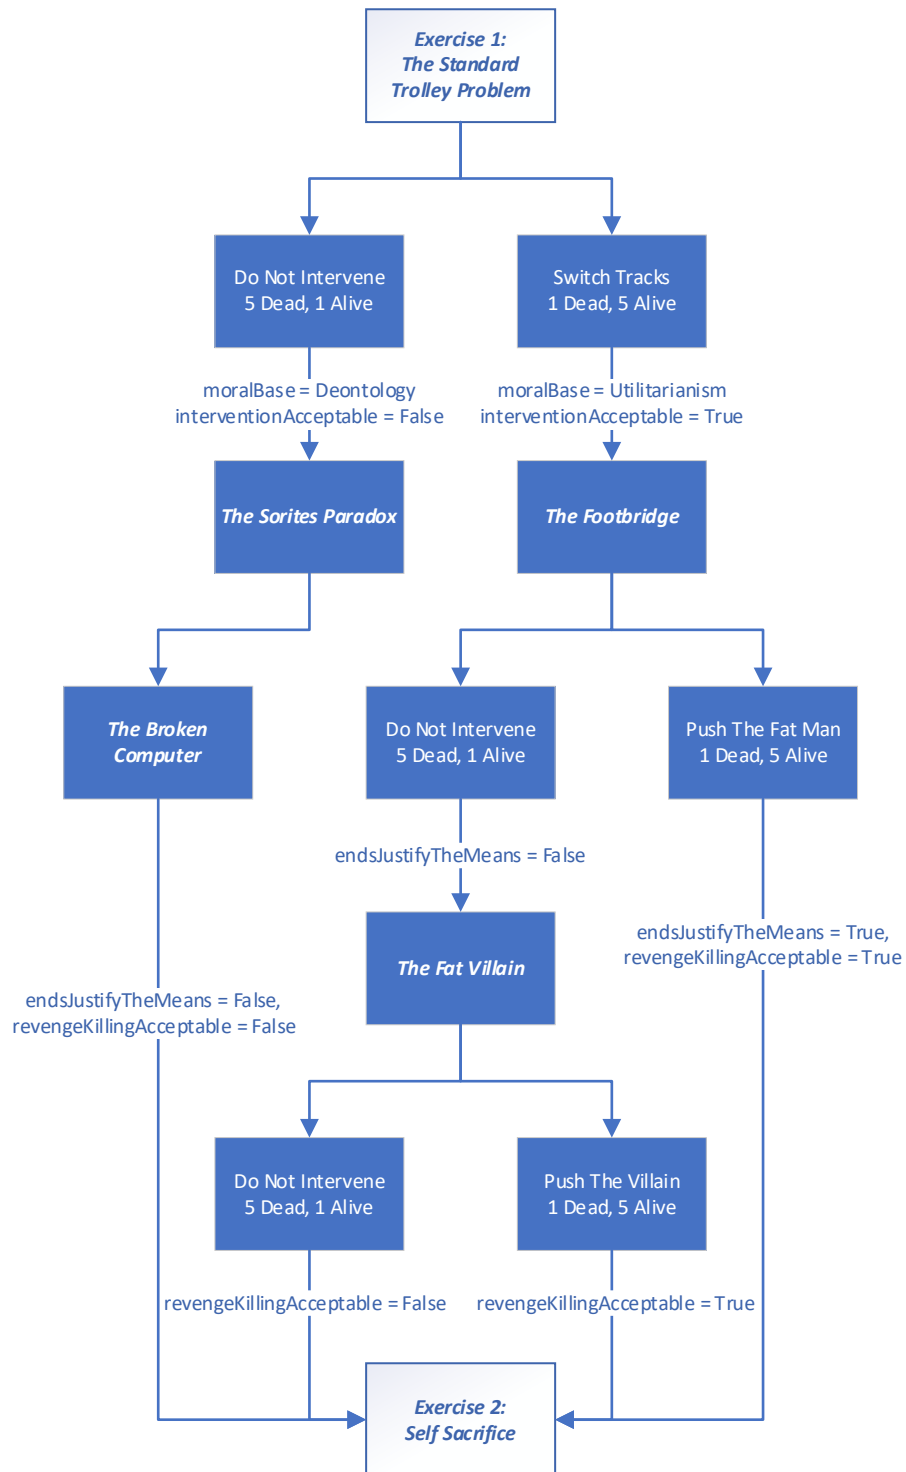 Exercise 1:
The Standard
Trolley Problem
Do Not Intervene
5 Dead, 1 Alive
Switch Tracks
1 Dead, 5 Alive
moralBase = Deontology
interventionAcceptable = False
moralBase = Utilitarianism
interventionAcceptable = True
The Sorites Paradox
The Footbridge
The Broken
Computer
Do Not Intervene
5 Dead, 1 Alive
Push The Fat Man
1 Dead, 5 Alive
endsJustifyTheMeans = False
endsJustifyTheMeans = True,
revengeKillingAcceptable = True
The Fat Villain
endsJustifyTheMeans = False,
revengeKillingAcceptable = False
Do Not Intervene
5 Dead, 1 Alive
Push The Villain
1 Dead, 5 Alive
revengeKillingAcceptable = False
revengeKillingAcceptable = True
Exercise 2:
Self Sacrifice